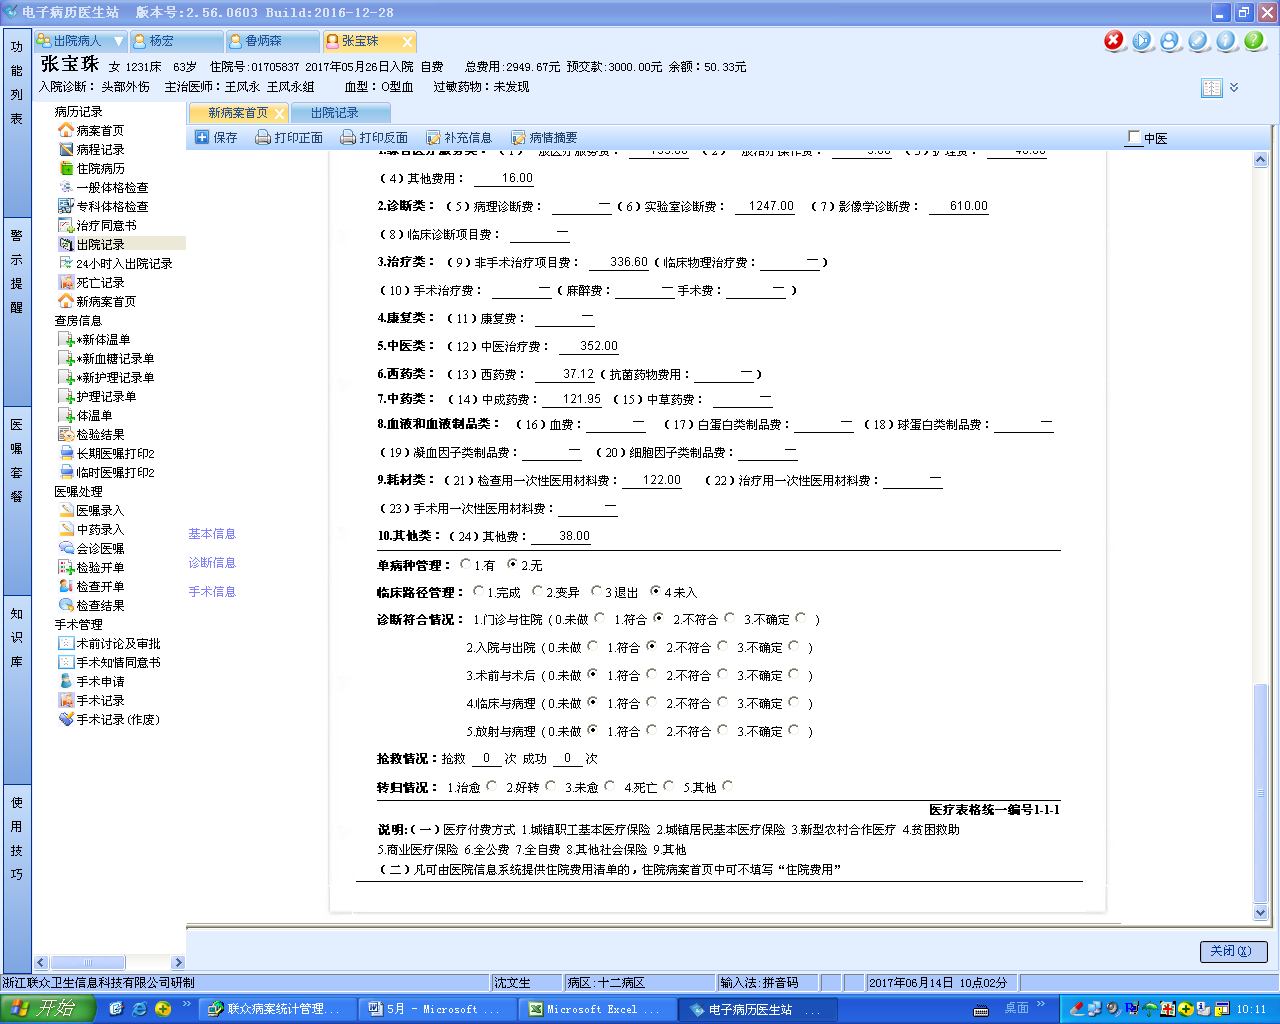 电子病历医生站 版本号:2.56.0603 Build:2016-12-28
功能列表
警示提醒
医嘱套餐
知识库
使用技巧
出院病人 杨宏 鲁炳森 张宝珠
张宝珠 女 1231床 63岁 住院号:01705837 2017年05月26日入院 自费 总费用:2949.67元 预交款:3000.00元 余额:50.33元
入院诊断: 头部外伤 主治医师:王风永 王风永组 血型:O型血 过敏药物:未发现
病历记录
病案首页
病程记录
住院病历
一般体格检查
专科体格检查
治疗同意书
出院记录
24小时入出院记录
死亡记录
新病案首页
查房信息
*新体温单
*新血糖记录单
*新护理记录单
护理记录单
体温单
检验结果
长期医嘱打印2
临时医嘱打印2
医嘱处理
医嘱录入
中药录入
会诊医嘱
检验开单
检查开单
检查结果
手术管理
术前讨论及审批
手术知情同意书
手术申请
手术记录
手术记录(作废)
新病案首页 出院记录
保存 打印正面 打印反面 补充信息 病情摘要 中医
基本信息
诊断信息
手术信息
(4)其他费用: 16.00
2.诊断类: (5)病理诊断费: — (6)实验室诊断费: 1247.00 (7)影像学诊断费: 610.00
(8)临床诊断项目费: —
3.治疗类: (9)非手术治疗项目费: 336.60 (临床物理治疗费: — )
(10)手术治疗费: — (麻醉费: — 手术费: — )
4.康复类: (11)康复费: —
5.中医类: (12)中医治疗费: 352.00
6.西药类: (13)西药费: 37.12 (抗菌药物费用: — )
7.中药类: (14)中成药费: 121.95 (15)中草药费: —
8.血液和血液制品类: (16)血费: — (17)白蛋白类制品费: — (18)球蛋白类制品费: —
(19)凝血因子类制品费: — (20)细胞因子类制品费: —
9.耗材类: (21)检查用一次性医用材料费: 122.00 (22)治疗用一次性医用材料费: —
(23)手术用一次性医用材料费: —
10.其他类: (24)其他费: 38.00
单病种管理: 1.有 2.无
临床路径管理: 1.完成 2.变异 3退出 4未入
诊断符合情况: 1.门诊与住院 (0.未做 1.符合 2.不符合 3.不确定 )
2.入院与出院 (0.未做 1.符合 2.不符合 3.不确定 )
3.术前与术后 (0.未做 1.符合 2.不符合 3.不确定 )
4.临床与病理 (0.未做 1.符合 2.不符合 3.不确定 )
5.放射与病理 (0.未做 1.符合 2.不符合 3.不确定 )
抢救情况:抢救 0 次 成功 0 次
转归情况: 1.治愈 2.好转 3.未愈 4.死亡 5.其他
医疗表格统一编号1-1-1
说明:(一)医疗付费方式 1.城镇职工基本医疗保险 2.城镇居民基本医疗保险 3.新型农村合作医疗 4.贫困救助
5.商业医疗保险 6.全公费 7.全自费 8.其他社会保险 9.其他
(二)凡可由医院信息系统提供住院费用清单的,住院病案首页中可不填写“住院费用”
关闭(X)
浙江联众卫生信息科技有限公司研制 沈文生 病区:十二病区 输入法:拼音码 2017年06月14日 10点02分
开始 联众病案统计管理... 5月 - Microsoft ... Microsoft Excel ... 电子病历医生站 ... 桌面 10:11